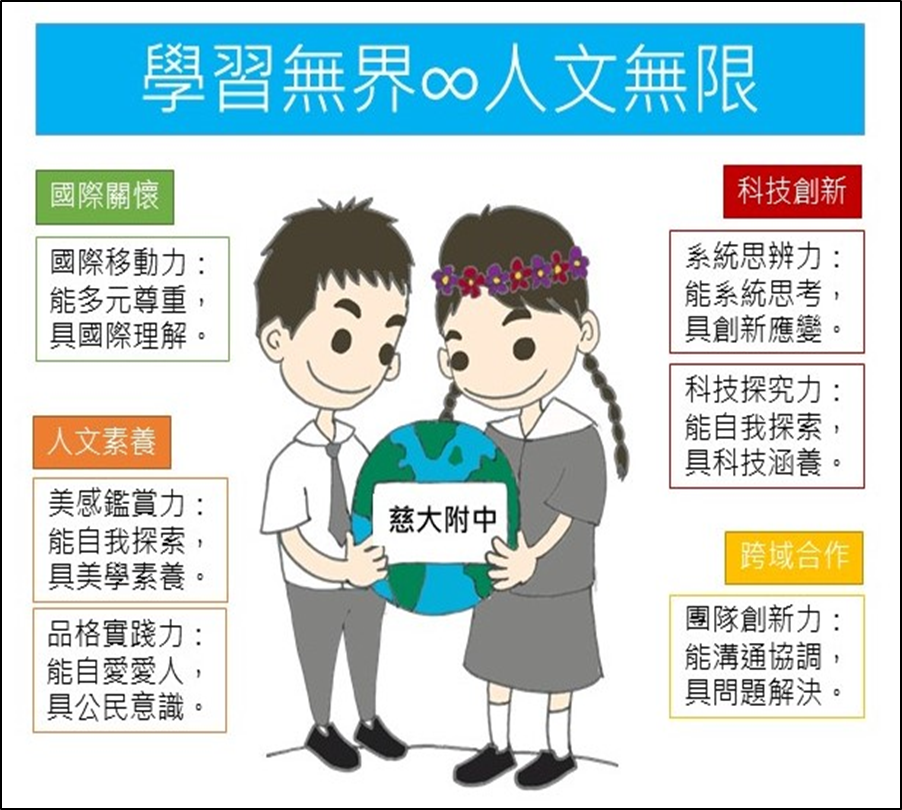 學習無界∞人文無限
國際關懷
國際移動力：
能多元尊重，
具國際理解。
人文素養
美感鑑賞力：
能自我探索，
具美學素養。
品格實踐力：
能自愛愛人，
具公民意識。
慈大附中
科技創新
系統思辨力：
能系統思考，
具創新應變。
科技探究力：
能自我探索，
具科技涵養。
跨域合作
團隊創新力：
能溝通協調，
具問題解決。